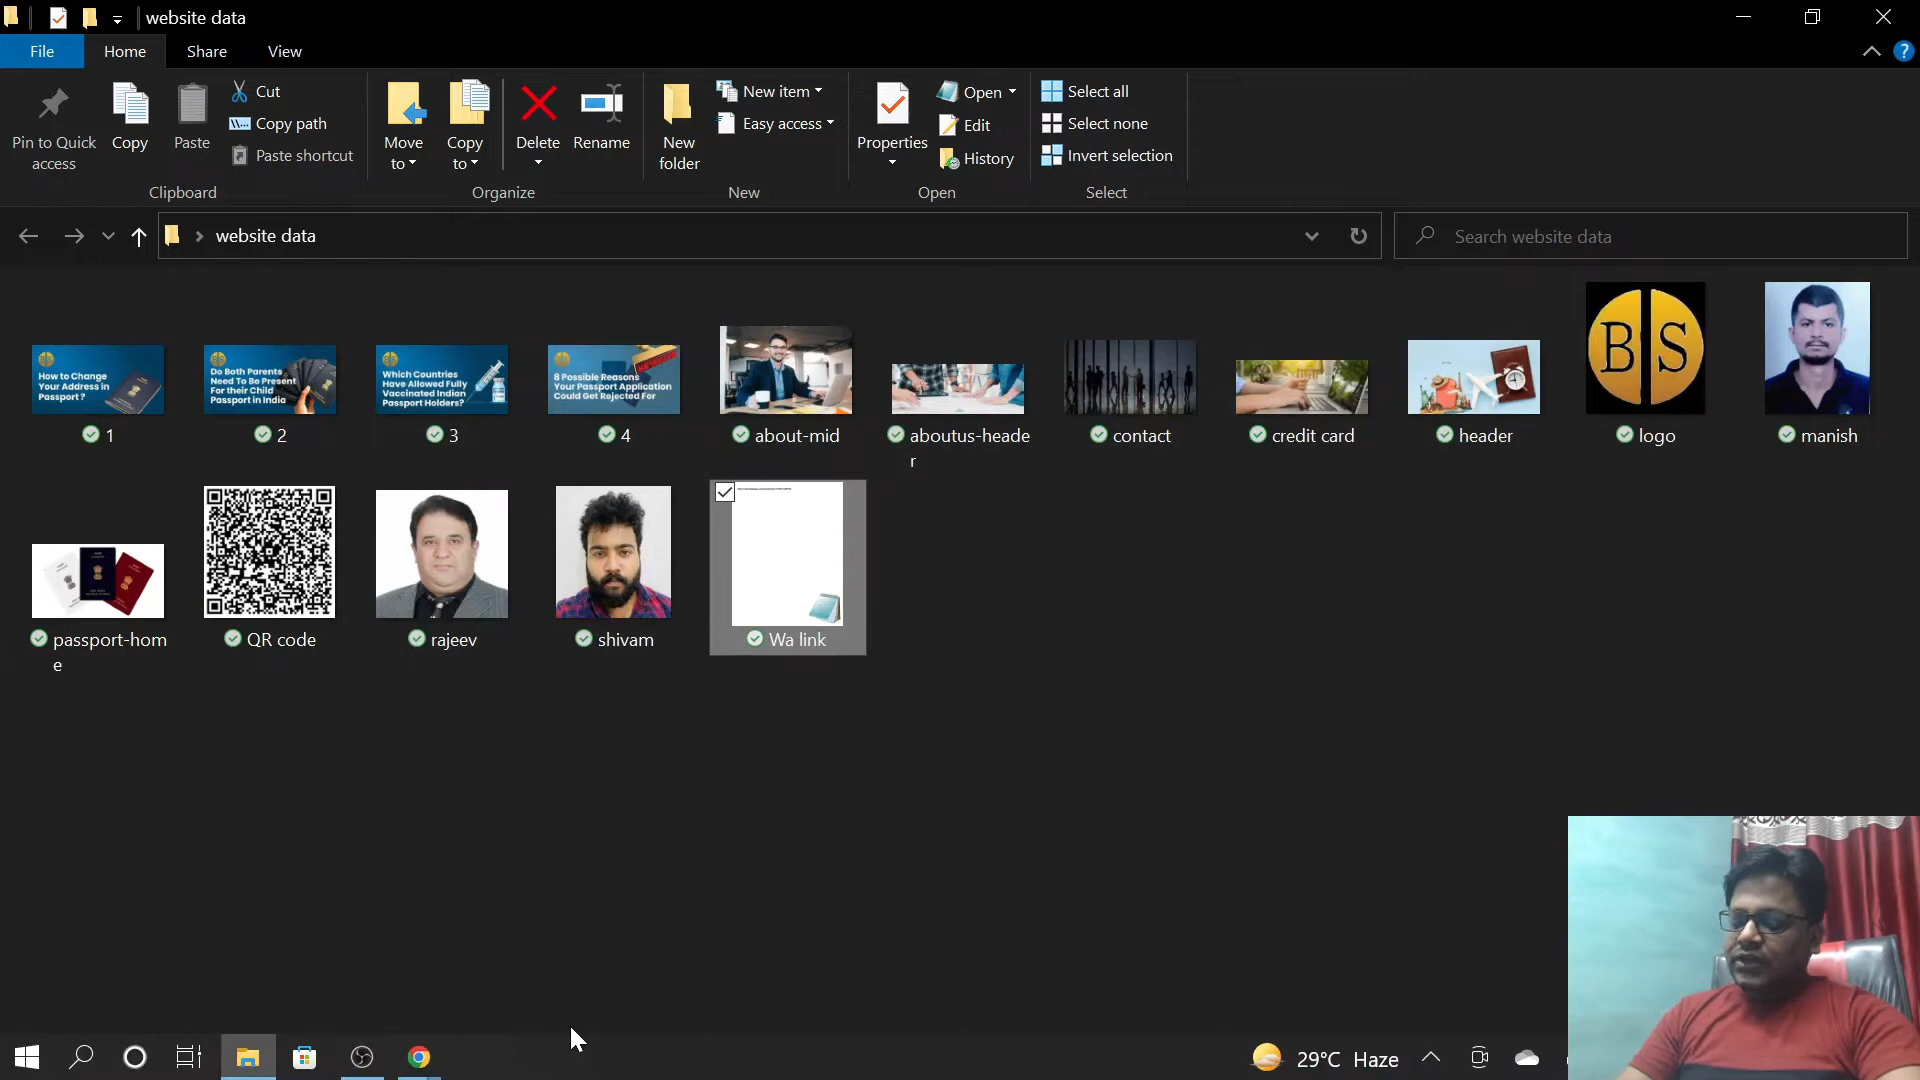 website data
File
Home
Share
View
Pin to Quick
access
Copy
Paste
Cut
Copy path
Paste shortcut
Clipboard
Move
to
Copy
to
Delete
Rename
Organize
New
folder
New item
Easy access
New
Properties
Open
Edit
History
Open
Select all
Select none
Invert selection
Select
website data
Search website data
BS
How to Change
Your Address in
Passport ?
1
Do Both Parents
Need To Be Present
For their Child
Passport in India
2
Which Countries
Have Allowed Fully
Vaccinated Indian
Passport Holders?
3
8 Possible Reasons
Your Passport Application
Could Get Rejected For
4
about-mid
aboutus-heade
r
contact
credit card
header
logo
manish
passport-hom
e
QR code
rajeev
shivam
Wa link
29°C Haze